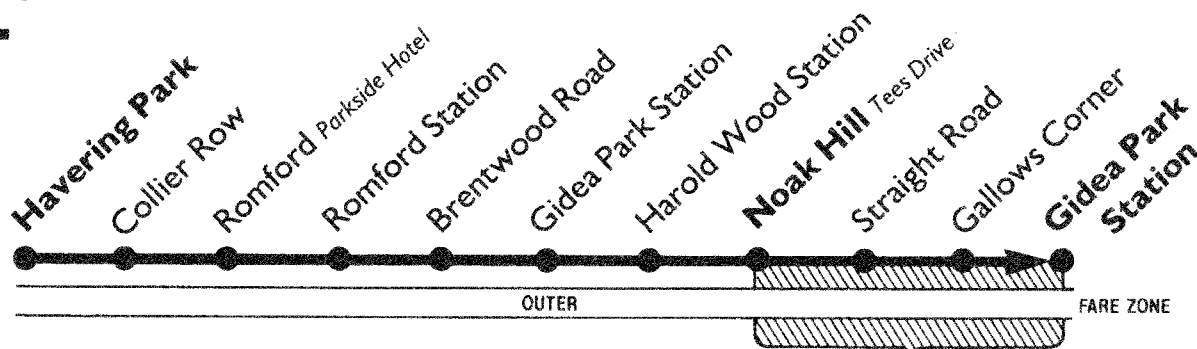 Havering Park
Collier Row
Romford Parkside Hotel
Romford Station
Brentwood Road
Gidea Park Station
Harold Wood Station
Noak Hill Tees Drive
Straight Road
Gallows Corner
Gidea Park
Station
OUTER
FARE ZONE